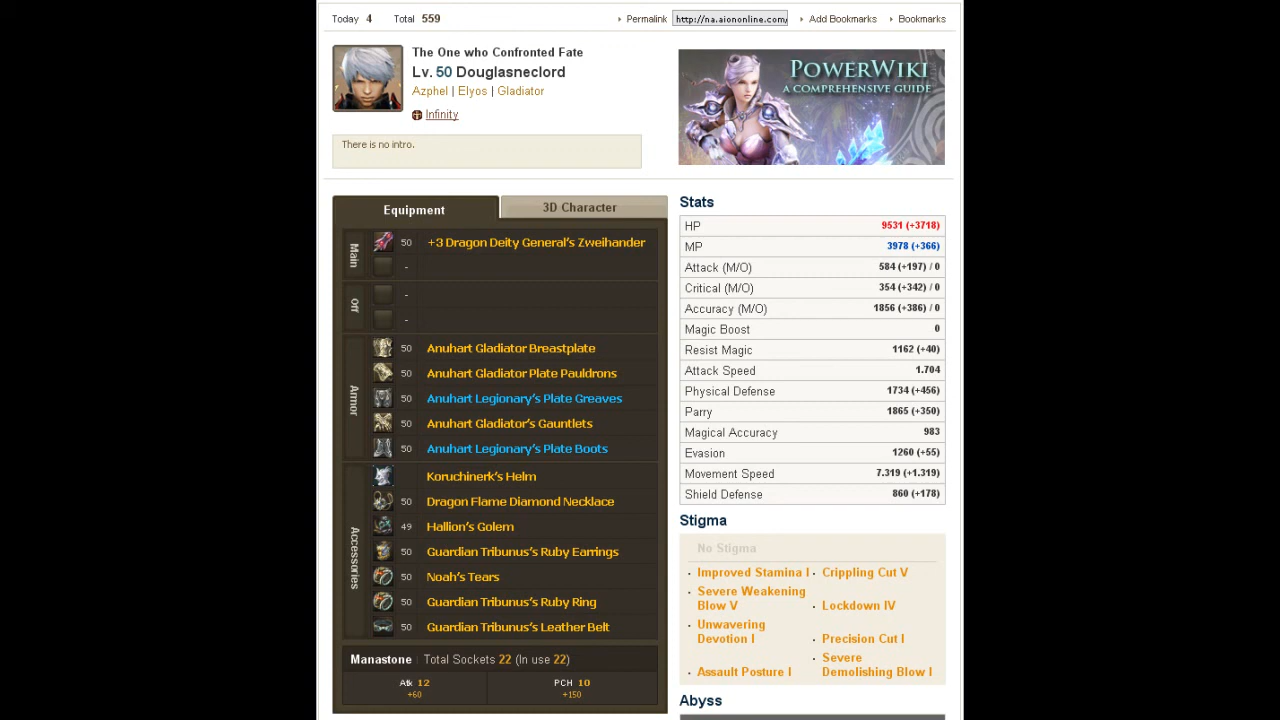 Today 4 Total 559 Permalink http://na.aiononline.com/ Add Bookmarks Bookmarks
The One who Confronted Fate
Lv. 50 Douglasneclord
Azphel | Elyos | Gladiator
Infinity
There is no intro.
POWERWIKI
A COMPREHENSIVE GUIDE
Equipment 3D Character
Main
50 +3 Dragon Deity General's Zweihander
-
Off
-
-
Armor
50 Anuhart Gladiator Breastplate
50 Anuhart Gladiator Plate Pauldrons
50 Anuhart Legionary's Plate Greaves
50 Anuhart Gladiator's Gauntlets
50 Anuhart Legionary's Plate Boots
Accessories
Koruchinerk's Helm
50 Dragon Flame Diamond Necklace
49 Hallion's Golem
50 Guardian Tribunus's Ruby Earrings
50 Noah's Tears
50 Guardian Tribunus's Ruby Ring
50 Guardian Tribunus's Leather Belt
Manastone Total Sockets 22 (In use 22)
Atk 12 PCH 10
+60 +150
Stats
HP 9531 (+3718)
MP 3978 (+366)
Attack (M/O) 584 (+197) / 0
Critical (M/O) 354 (+342) / 0
Accuracy (M/O) 1856 (+386) / 0
Magic Boost 0
Resist Magic 1162 (+40)
Attack Speed 1.704
Physical Defense 1734 (+456)
Parry 1865 (+350)
Magical Accuracy 983
Evasion 1260 (+55)
Movement Speed 7.319 (+1.319)
Shield Defense 860 (+178)
Stigma
No Stigma
Improved Stamina I Crippling Cut V
Severe Weakening
Blow V Lockdown IV
Unwavering
Devotion I Precision Cut I
Severe
Assault Posture I Demolishing Blow I
Abyss